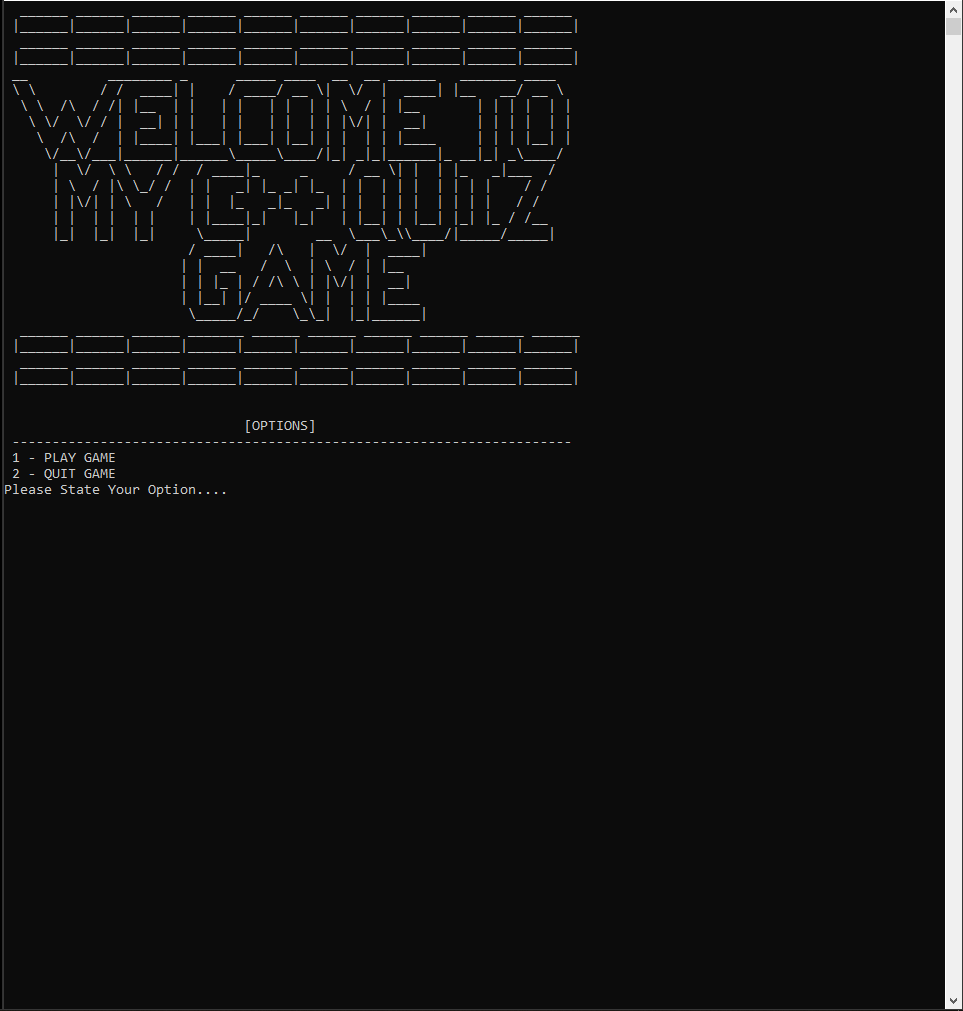 WELCOME TO
MY C++ QUIZ
GAME
[OPTIONS]
1 - PLAY GAME
2 - QUIT GAME
Please State Your Option....